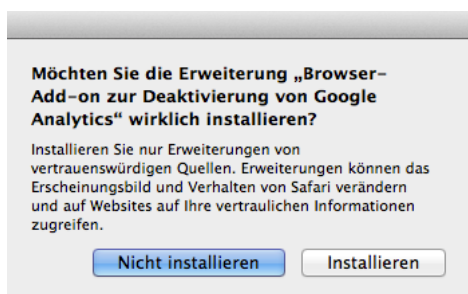 Möchten Sie die Erweiterung „Browser-
Add-on zur Deaktivierung von Google
Analytics“ wirklich installieren?
Installieren Sie nur Erweiterungen von
vertrauenswürdigen Quellen. Erweiterungen können das
Erscheinungsbild und Verhalten von Safari verändern
und auf Websites auf Ihre vertraulichen Informationen
zugreifen.
Nicht installieren Installieren